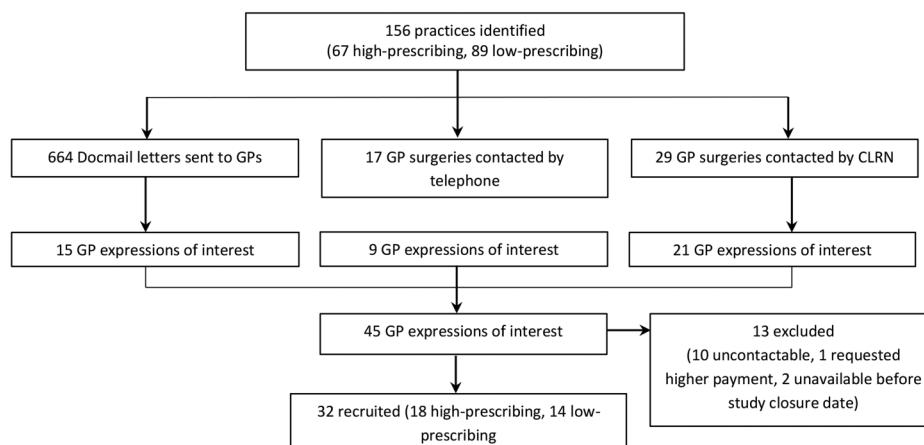 156 practices identified
(67 high-prescribing, 89 low-prescribing)
664 Docmail letters sent to GPs
17 GP surgeries contacted by
telephone
29 GP surgeries contacted by CLRN
15 GP expressions of interest
9 GP expressions of interest
21 GP expressions of interest
45 GP expressions of interest
13 excluded
(10 uncontactable, 1 requested
higher payment, 2 unavailable before
study closure date)
32 recruited (18 high-prescribing, 14 low-
prescribing